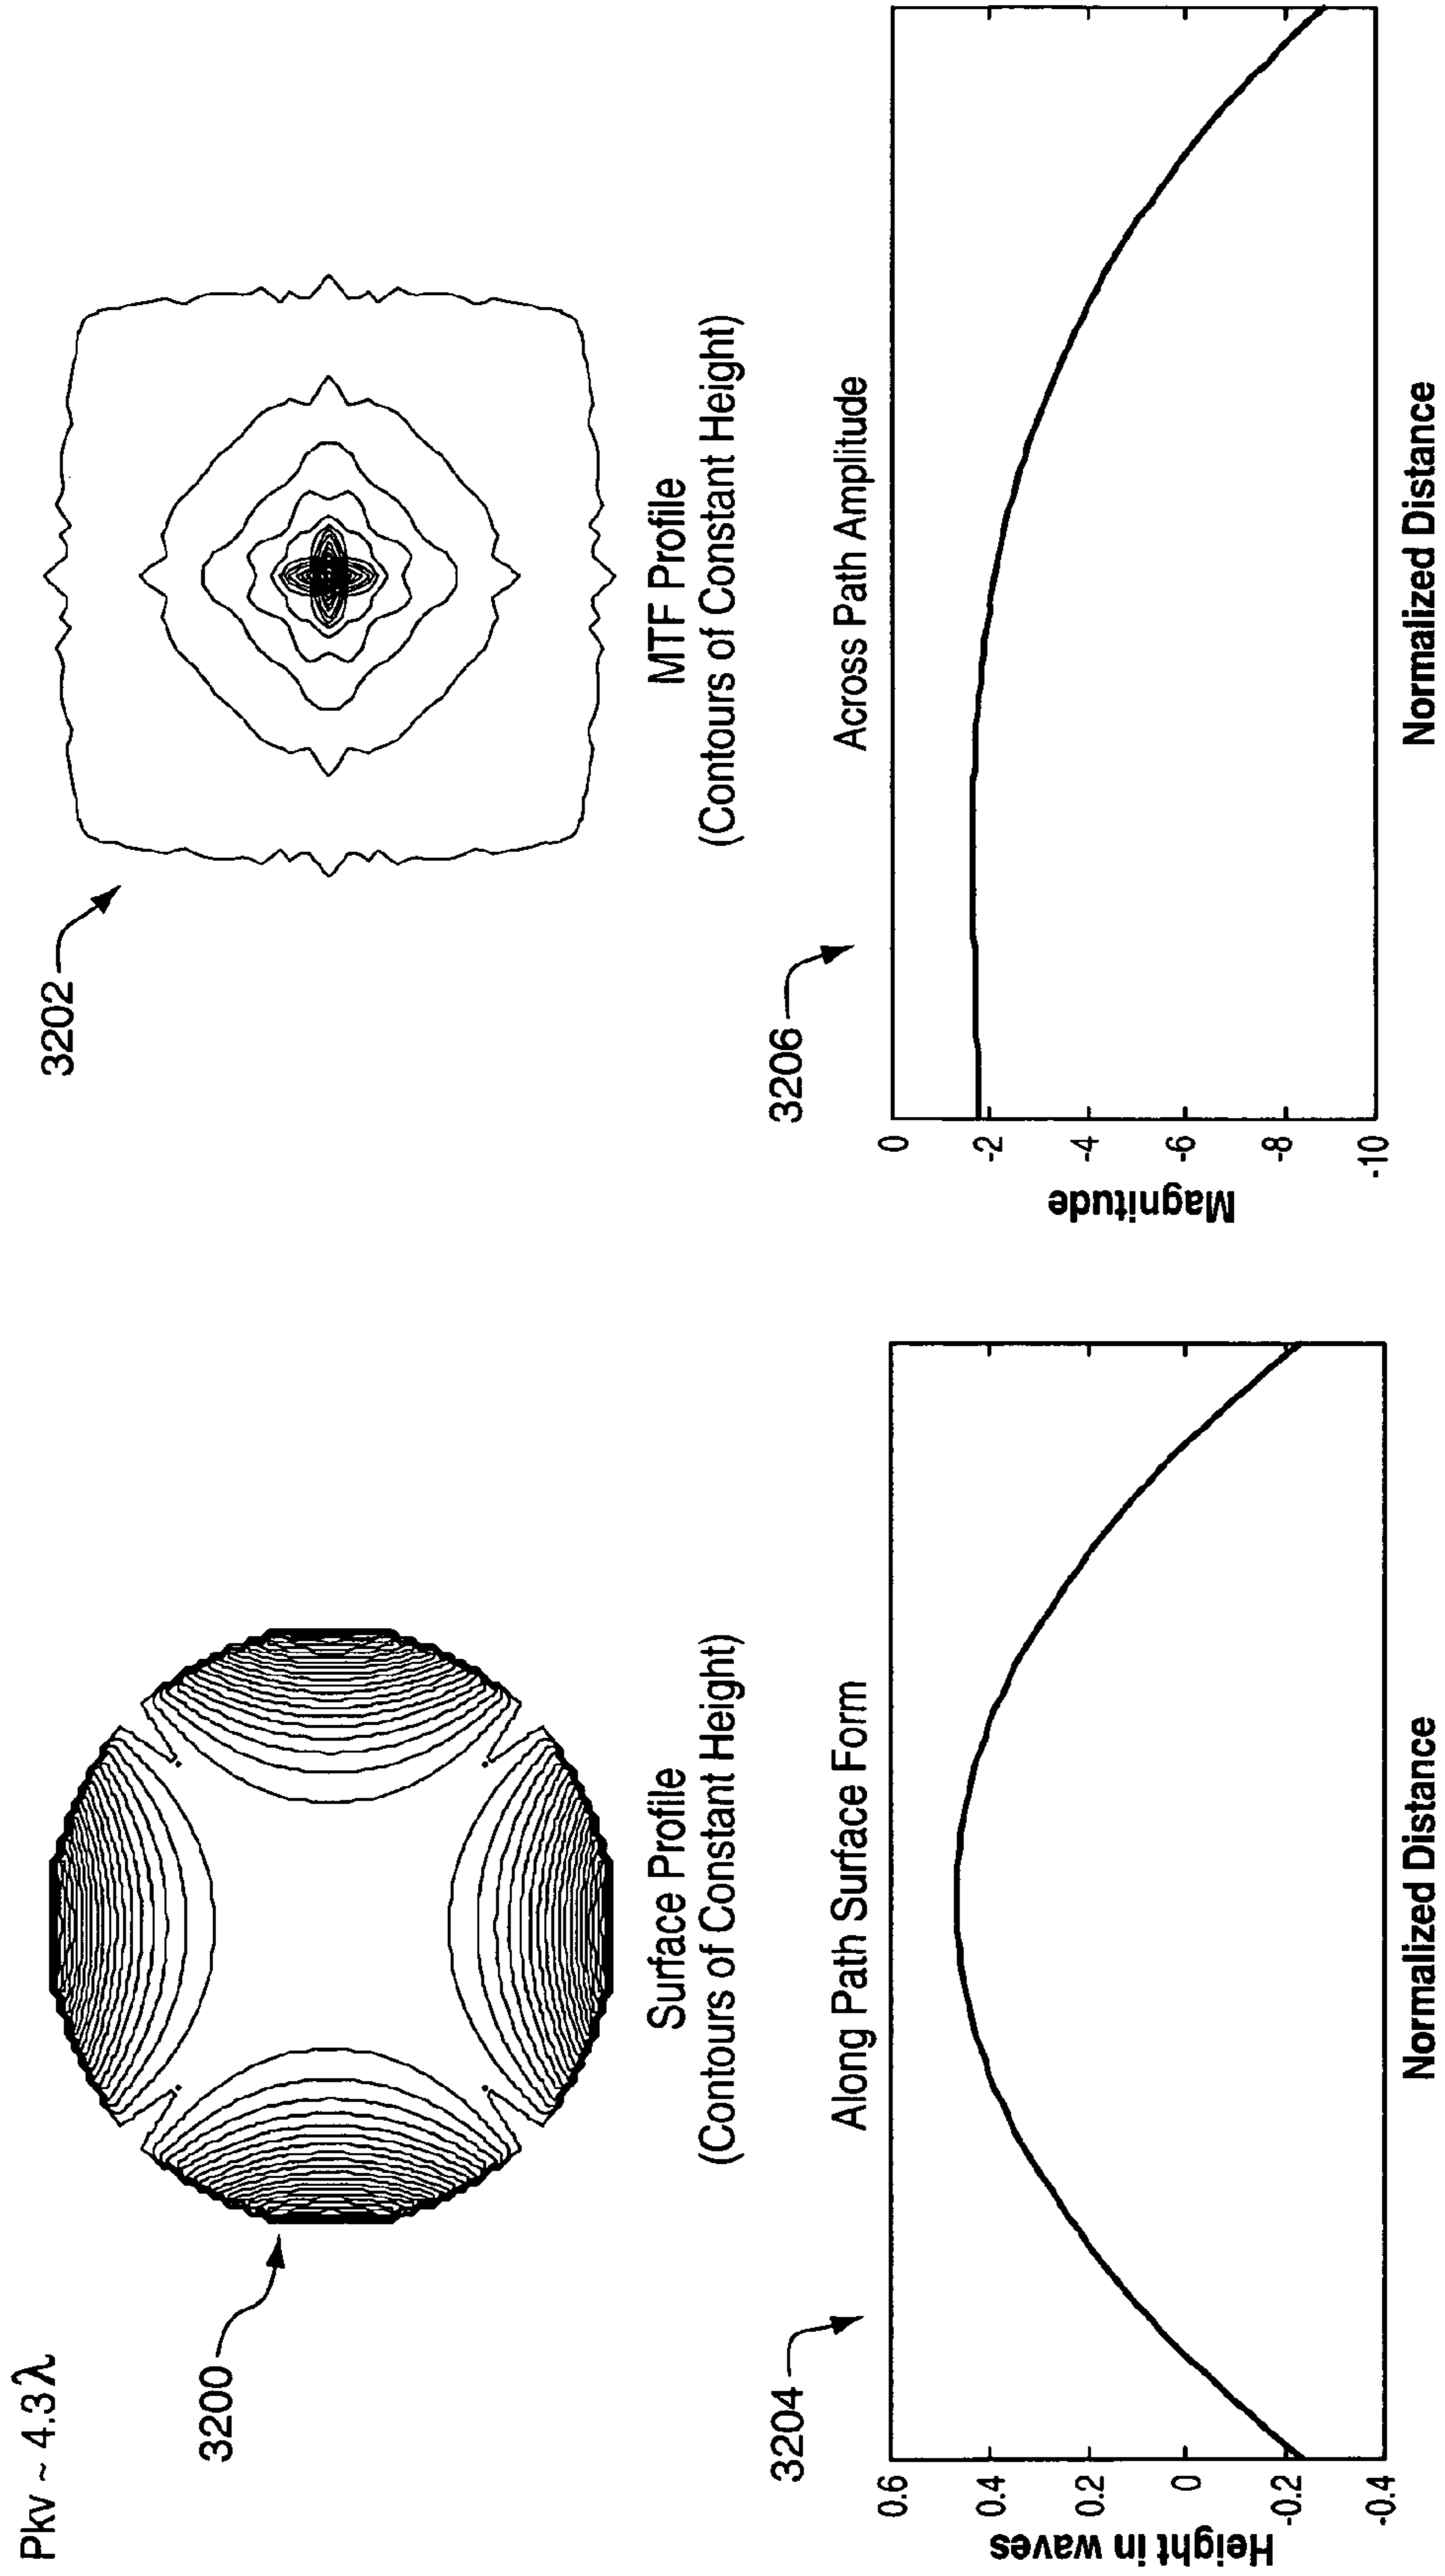 Pkv ~ 4.3λ
3200
Surface Profile
(Contours of Constant Height)
3202
MTF Profile
(Contours of Constant Height)
3204
Along Path Surface Form
0.6
0.4
0.2
0
-0.2
-0.4
Height in waves
Normalized Distance
3206
Across Path Amplitude
0
-2
-4
-6
-8
-10
Magnitude
Normalized Distance